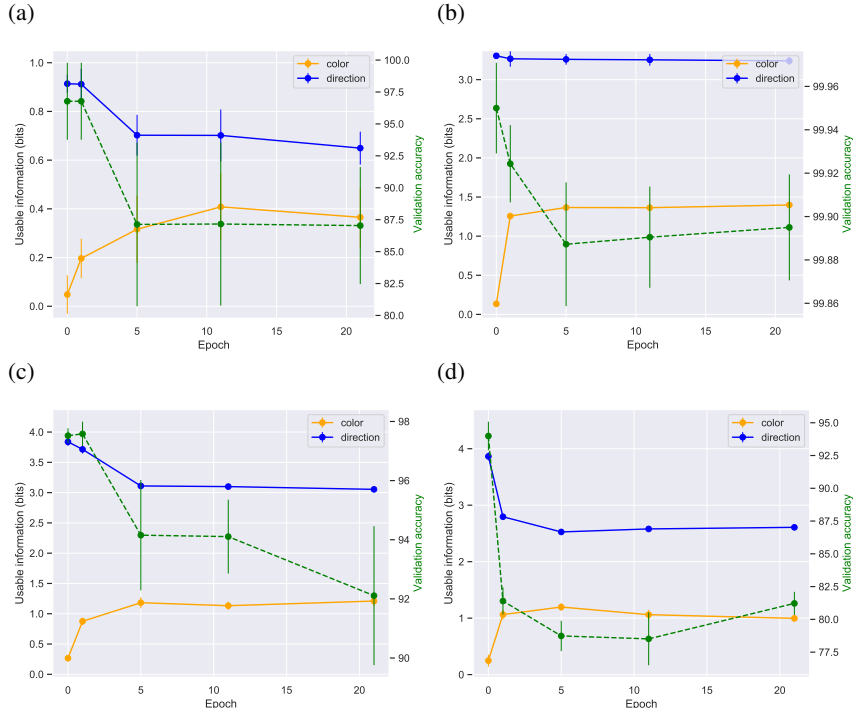 (a)
Usable information (bits)
1.0
0.8
0.6
0.4
0.2
0.0
color
direction
100.0
97.5
95.0
92.5
90.0
87.5
85.0
82.5
80.0
Validation accuracy
0 5 10 15 20
Epoch
(b)
Usable information (bits)
3.0
2.5
2.0
1.5
1.0
0.5
0.0
color
direction
99.96
99.94
99.92
99.90
99.88
99.86
Validation accuracy
0 5 10 15 20
Epoch
(c)
Usable information (bits)
4.0
3.5
3.0
2.5
2.0
1.5
1.0
0.5
0.0
color
direction
98
96
94
92
90
Validation accuracy
0 5 10 15 20
Epoch
(d)
Usable information (bits)
4
3
2
1
0
color
direction
95.0
92.5
90.0
87.5
85.0
82.5
80.0
77.5
Validation accuracy
0 5 10 15 20
Epoch